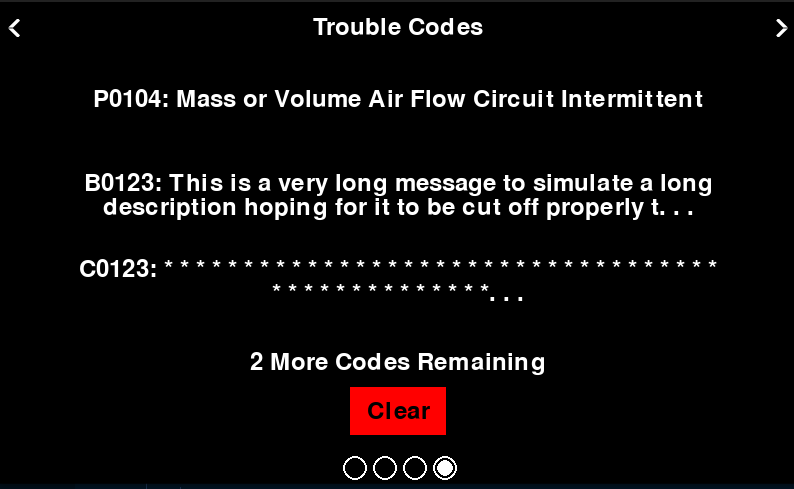 Trouble Codes
P0104: Mass or Volume Air Flow Circuit Intermittent
B0123: This is a very long message to simulate a long
description hoping for it to be cut off properly t. . .
C0123: * * * * * * * * * * * * * * * * * * * * * * * * * * * * * * * * * * *
* * * * * * * * * * * * * *. . .
2 More Codes Remaining
Clear